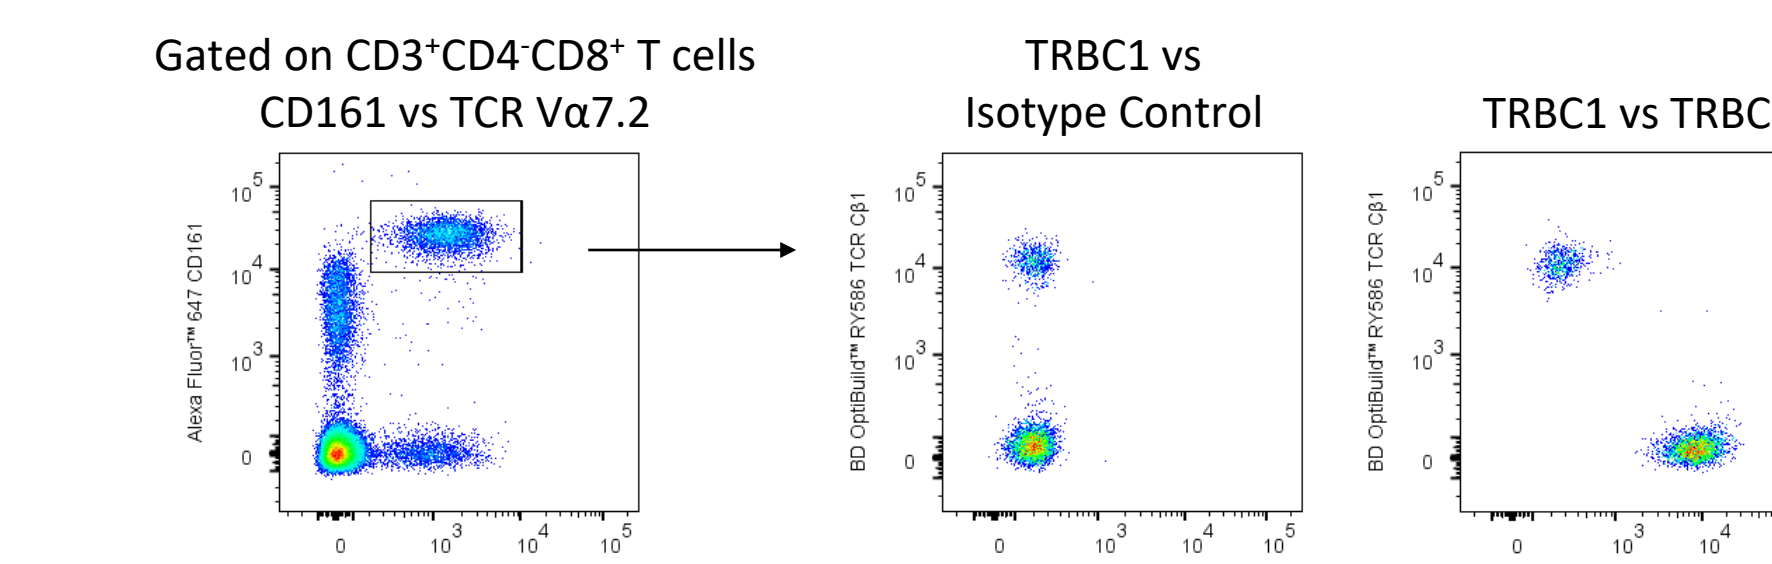 Gated on CD3⁺CD4⁻CD8⁺ T cells
CD161 vs TCR Vα7.2
TRBC1 vs
Isotype Control
TRBC1 vs TRBC
Alexa Fluor™ 647 CD161
10⁵
10⁴
10³
0
0 10³ 10⁴ 10⁵
BD OptiBuild™ RY586 TCR Cβ1
10⁵
10⁴
10³
0
0 10³ 10⁴ 10⁵
BD OptiBuild™ RY586 TCR Cβ1
10⁵
10⁴
10³
0
0 10³ 10⁴